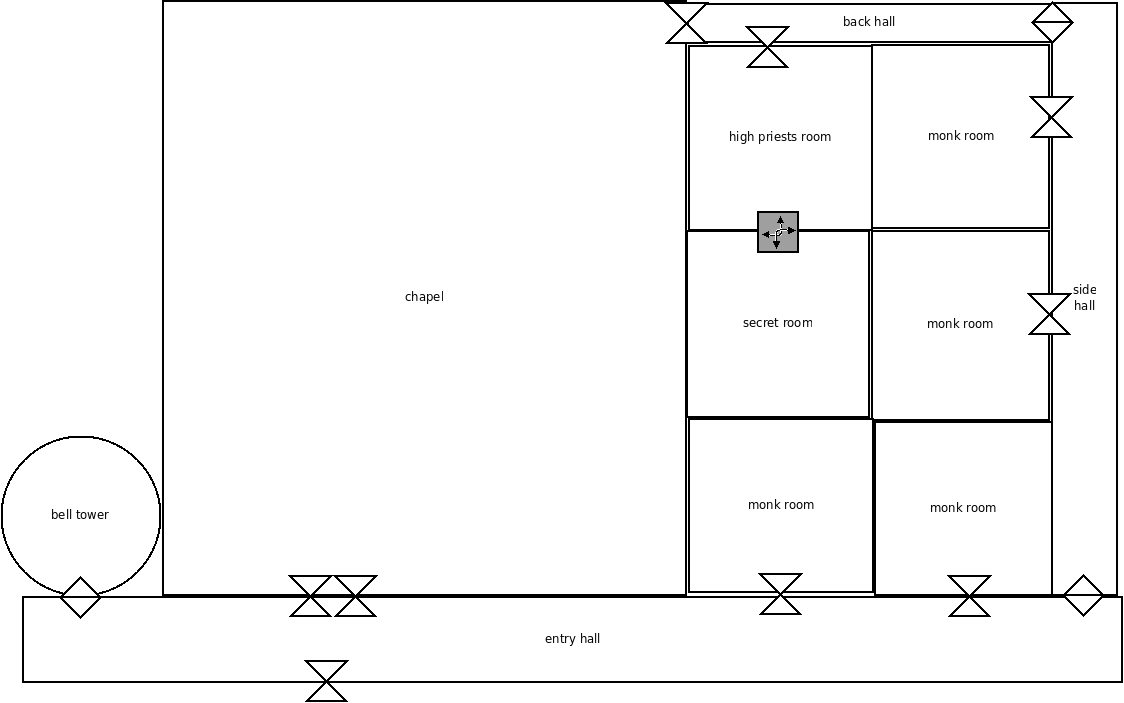 back hall
high priests room
monk room
chapel
side
hall
secret room
monk room
monk room
monk room
bell tower
entry hall